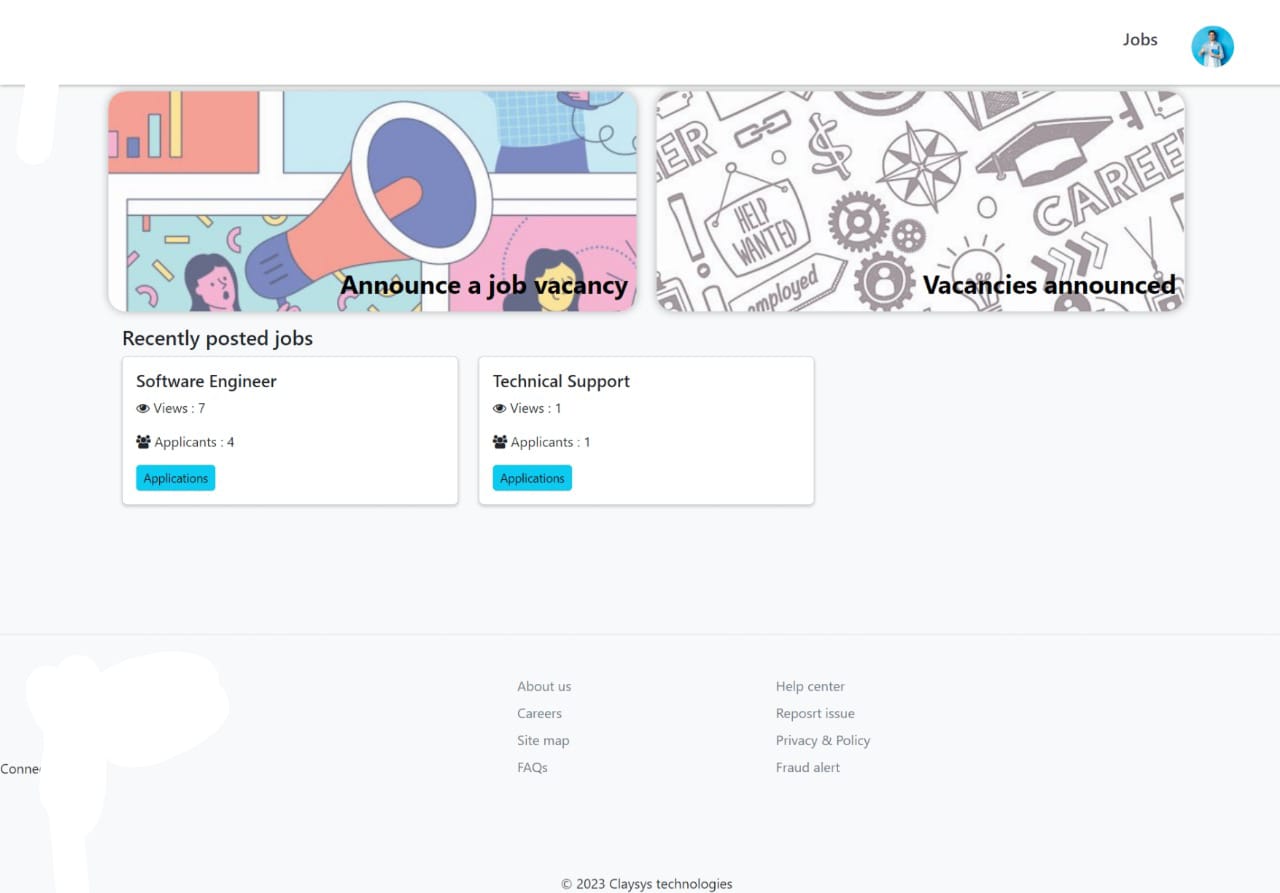 Jobs
CAREER
HELP
WANTED
employed
CAREE
Announce a job vacancy
Vacancies announced
Recently posted jobs
Software Engineer
Views : 7
Applicants : 4
Applications
Technical Support
Views : 1
Applicants : 1
Applications
About us
Careers
Site map
FAQs
Help center
Reposrt issue
Privacy & Policy
Fraud alert
Conne
© 2023 Claysys technologies